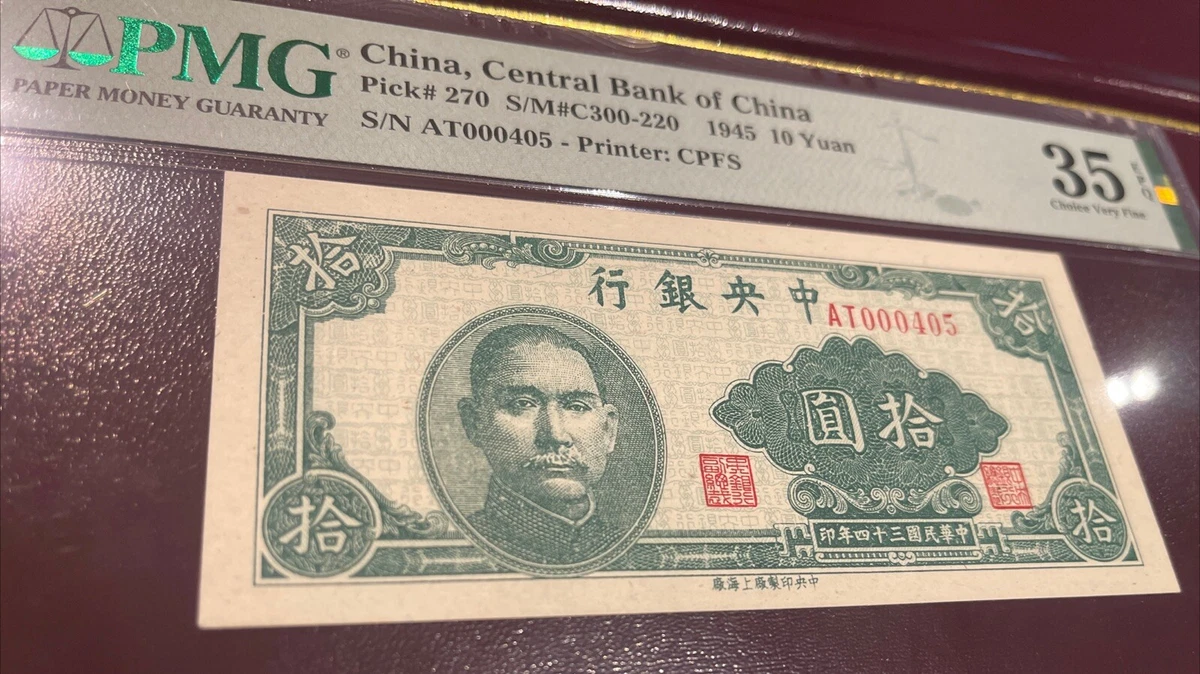 PMG®
PAPER MONEY GUARANTY
China, Central Bank of China
Pick# 270 S/M#C300-220 1945 10 Yuan
S/N AT000405 - Printer: CPFS
35
Choice Very Fine
拾
拾
行銀央中
AT000405
圓拾
印年四十三國民華中
拾
拾
廠海上廠製印央中